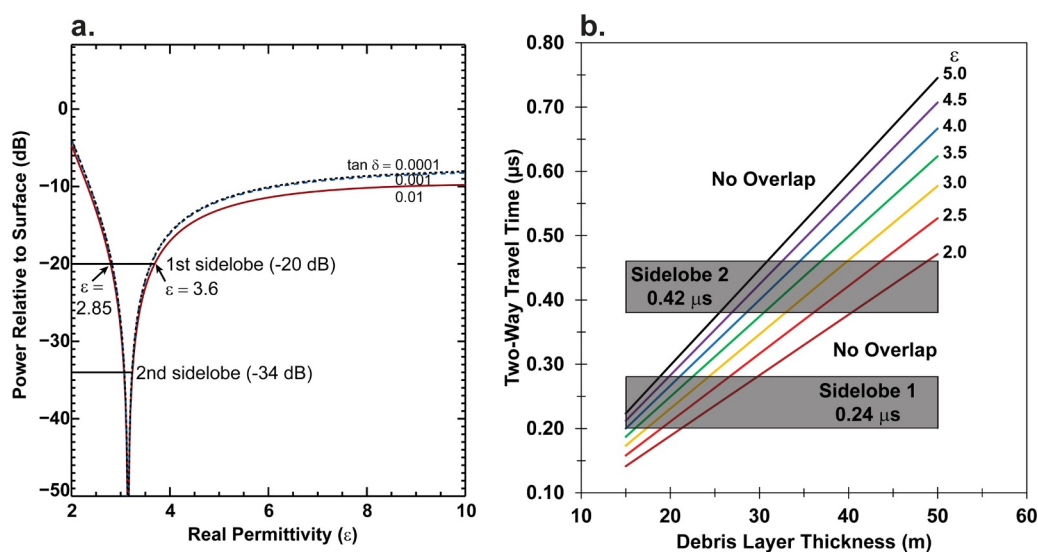 a.
0
−10
−20
−30
−40
−50
Power Relative to Surface (dB)
tan δ = 0.0001
0.001
0.01
1st sidelobe (-20 dB)
ε =
2.85
ε = 3.6
2nd sidelobe (-34 dB)
2 4 6 8 10
Real Permittivity (ε)
b.
0.80
0.70
0.60
0.50
0.40
0.30
0.20
0.10
Two-Way Travel Time (µs)
ε
5.0
4.5
4.0
3.5
3.0
2.5
2.0
No Overlap
Sidelobe 2
0.42 µs
No Overlap
Sidelobe 1
0.24 µs
10 20 30 40 50 60
Debris Layer Thickness (m)